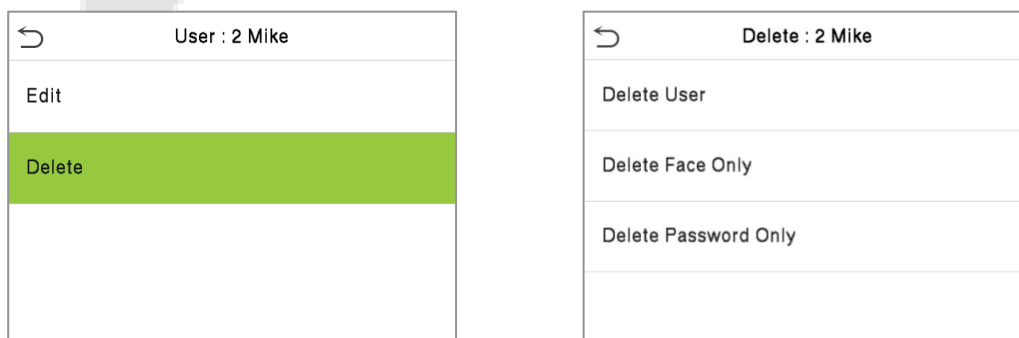 User : 2 Mike
Edit
Delete
Delete : 2 Mike
Delete User
Delete Face Only
Delete Password Only